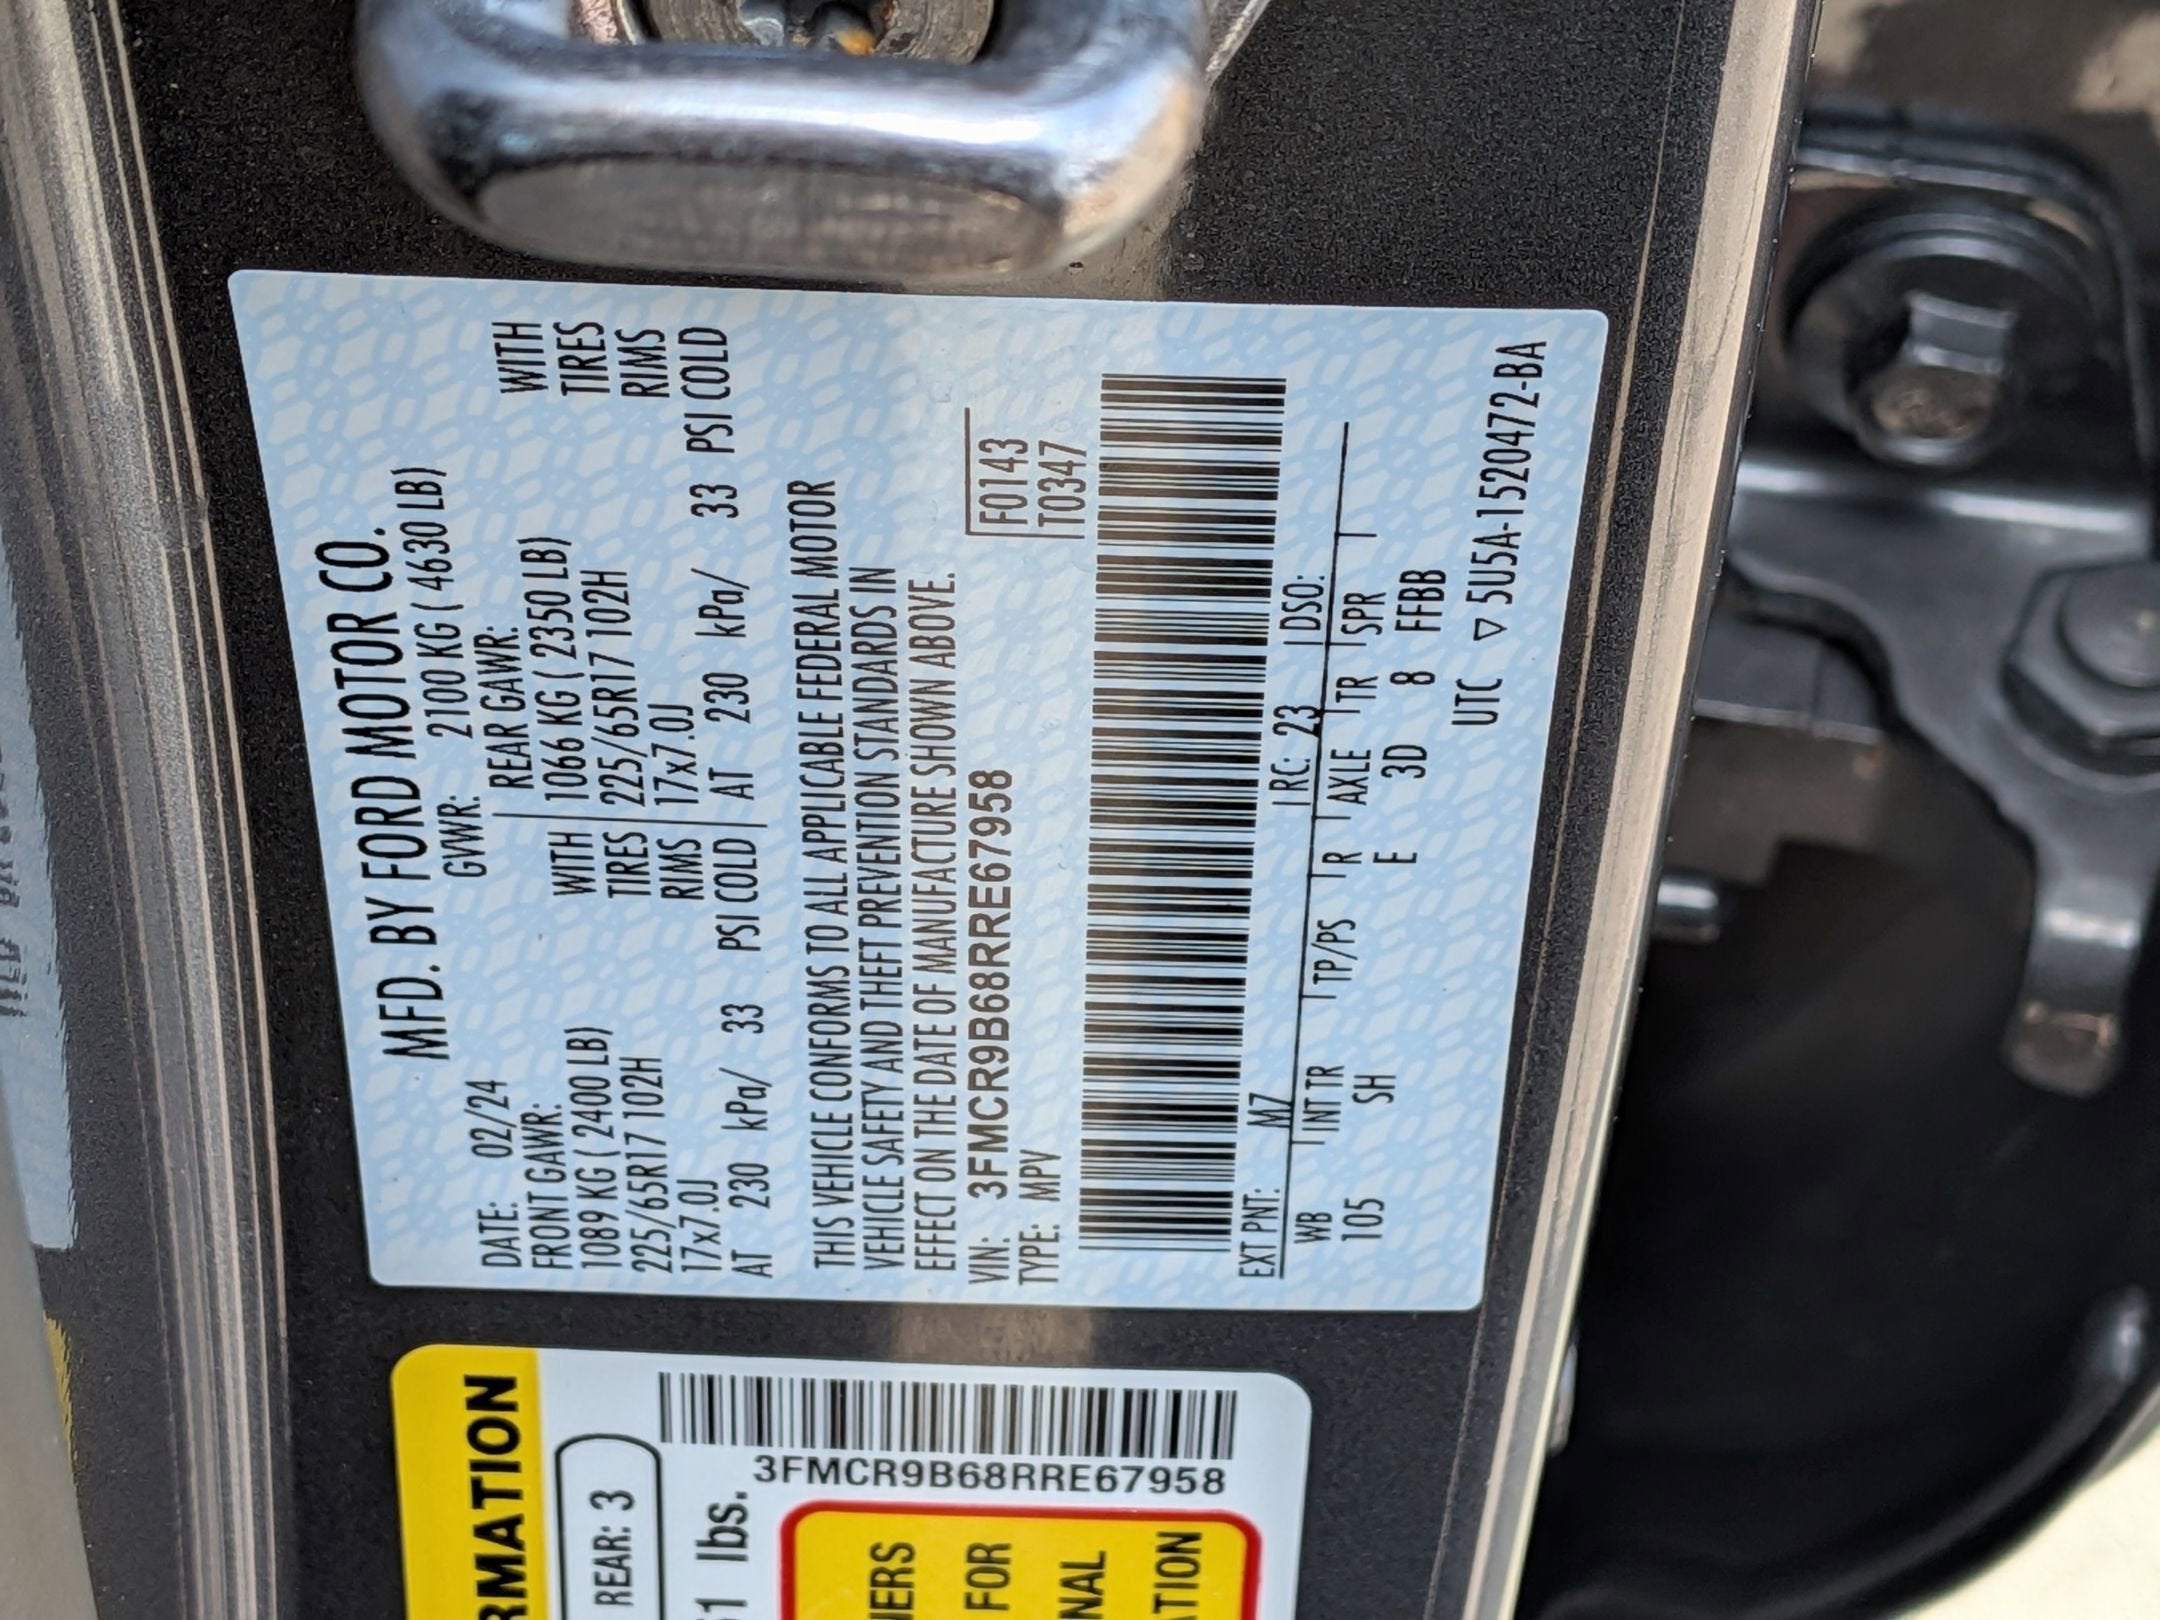 MFD. BY FORD MOTOR CO.
DATE: 02/24 GVWR: 2100 KG ( 4630 LB)
FRONT GAWR: REAR GAWR:
1089 KG ( 2400 LB) WITH 1066 KG ( 2350 LB) WITH
225/65R17 102H TIRES 225/65R17 102H TIRES
17x7.0J RIMS 17x7.0J RIMS
AT 230 kPa/ 33 PSI COLD AT 230 kPa/ 33 PSI COLD
THIS VEHICLE CONFORMS TO ALL APPLICABLE FEDERAL MOTOR
VEHICLE SAFETY AND THEFT PREVENTION STANDARDS IN
EFFECT ON THE DATE OF MANUFACTURE SHOWN ABOVE.
VIN: 3FMCR9B68RRE67958 F0143
TYPE: MPV T0347
EXT PNT: M7 RC: 23 DSO:
WB INT TR TP/PS R AXLE TR SPR
105 SH E 3D 8 FFBB
UTC ▽ 5U5A-1520472-BA
RMATION
REAR: 3
lbs.
3FMCR9B68RRE67958
FOR